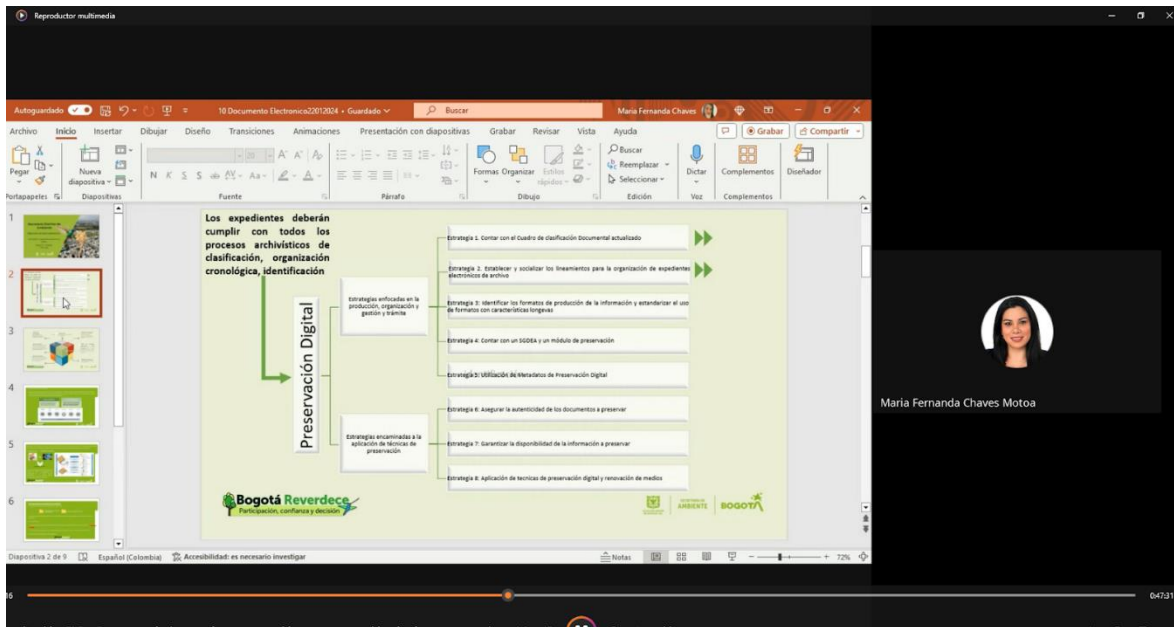 Reproductor multimedia
Autoguardado
10 Documento Electronico22012024 • Guardado
Buscar
Maria Fernanda Chaves
Archivo Inicio Insertar Dibujar Diseño Transiciones Animaciones Presentación con diapositivas Grabar Revisar Vista Ayuda
Grabar
Compartir
Pegar
Nueva
diapositiva
N K S S ab AV Aa A
Formas Organizar Estilos
rápidos
Buscar
Reemplazar
Seleccionar
Dictar
Complementos
Diseñador
Portapapeles
Diapositivas
Fuente
Párrafo
Dibujo
Edición
Voz
Complementos
1
2
3
4
5
6
Los expedientes deberán
cumplir con todos los
procesos archivísticos de
clasificación, organización
cronológica, identificación
Preservación Digital
Estrategias enfocadas en la
producción, organización y
gestión y trámite
Estrategia 1. Contar con el Cuadro de clasificación Documental actualizado
Estrategia 2. Establecer y socializar los lineamientos para la organización de expedientes
electrónicos de archivo
Estrategia 3: Identificar los formatos de producción de la información y estandarizar el uso
de formatos con características longevas
Estrategia 4: Contar con un SGDEA y un módulo de preservación
Estrategia 5: Utilización de Metadatos de Preservación Digital
Estrategias encaminadas a la
aplicación de técnicas de
preservación
Estrategia 6: Asegurar la autenticidad de los documentos a preservar
Estrategia 7: Garantizar la disponibilidad de la información a preservar
Estrategia 8: Aplicación de tecnicas de preservación digital y renovación de medios
Bogotá Reverdece
Participación, confianza y decisión
AMBIENTE
BOGOTÁ
Maria Fernanda Chaves Motoa
Diapositiva 2 de 9
Español (Colombia)
Accesibilidad: es necesario investigar
Notas
72%
0:47:31